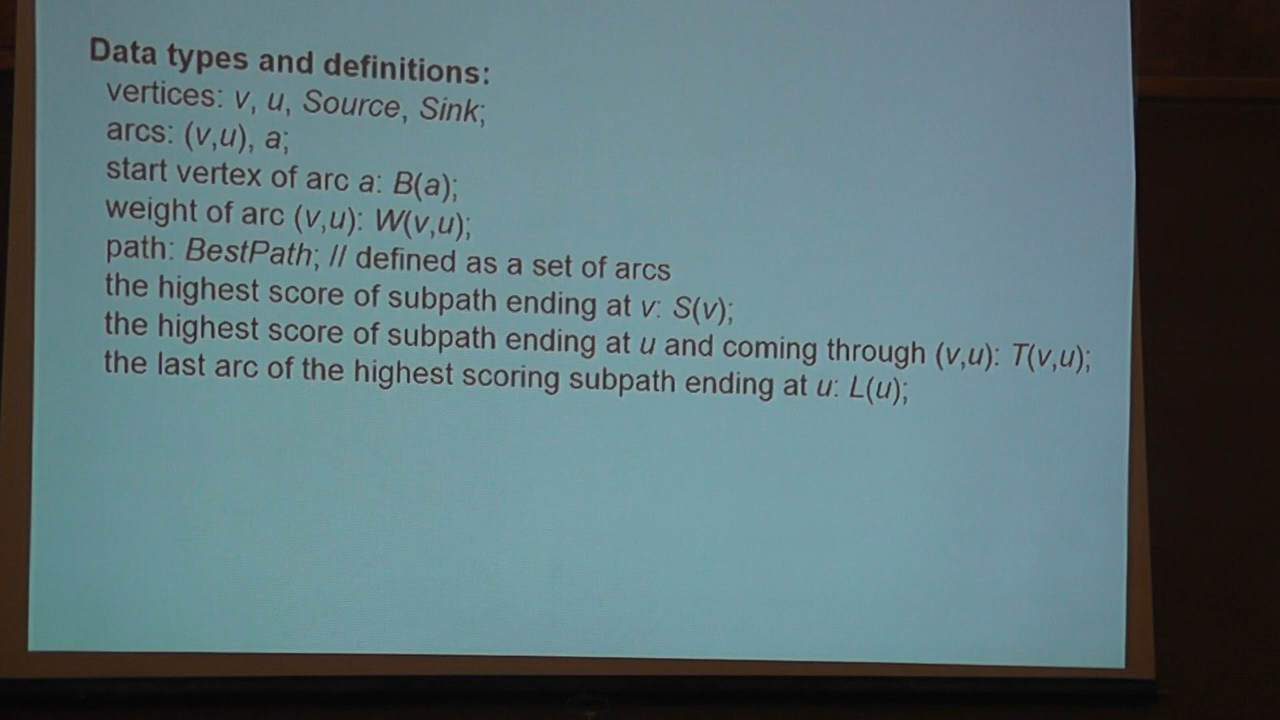 Data types and definitions:
vertices: v, u, Source, Sink;
arcs: (v,u), a;
start vertex of arc a: B(a);
weight of arc (v,u): W(v,u);
path: BestPath; // defined as a set of arcs
the highest score of subpath ending at v: S(v);
the highest score of subpath ending at u and coming through (v,u): T(v,u);
the last arc of the highest scoring subpath ending at u: L(u);